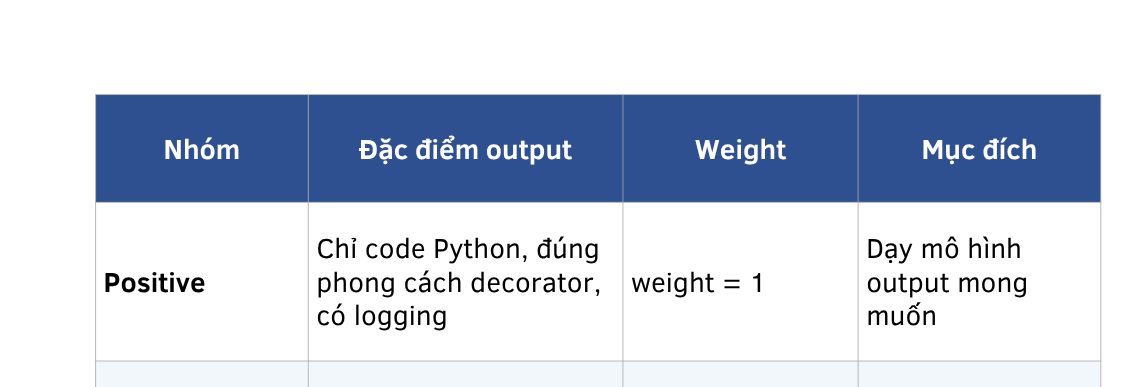 Nhóm
Đặc điểm output
Weight
Mục đích
Positive
Chỉ code Python, đúng
phong cách decorator,
có logging
weight = 1
Dạy mô hình
output mong
muốn